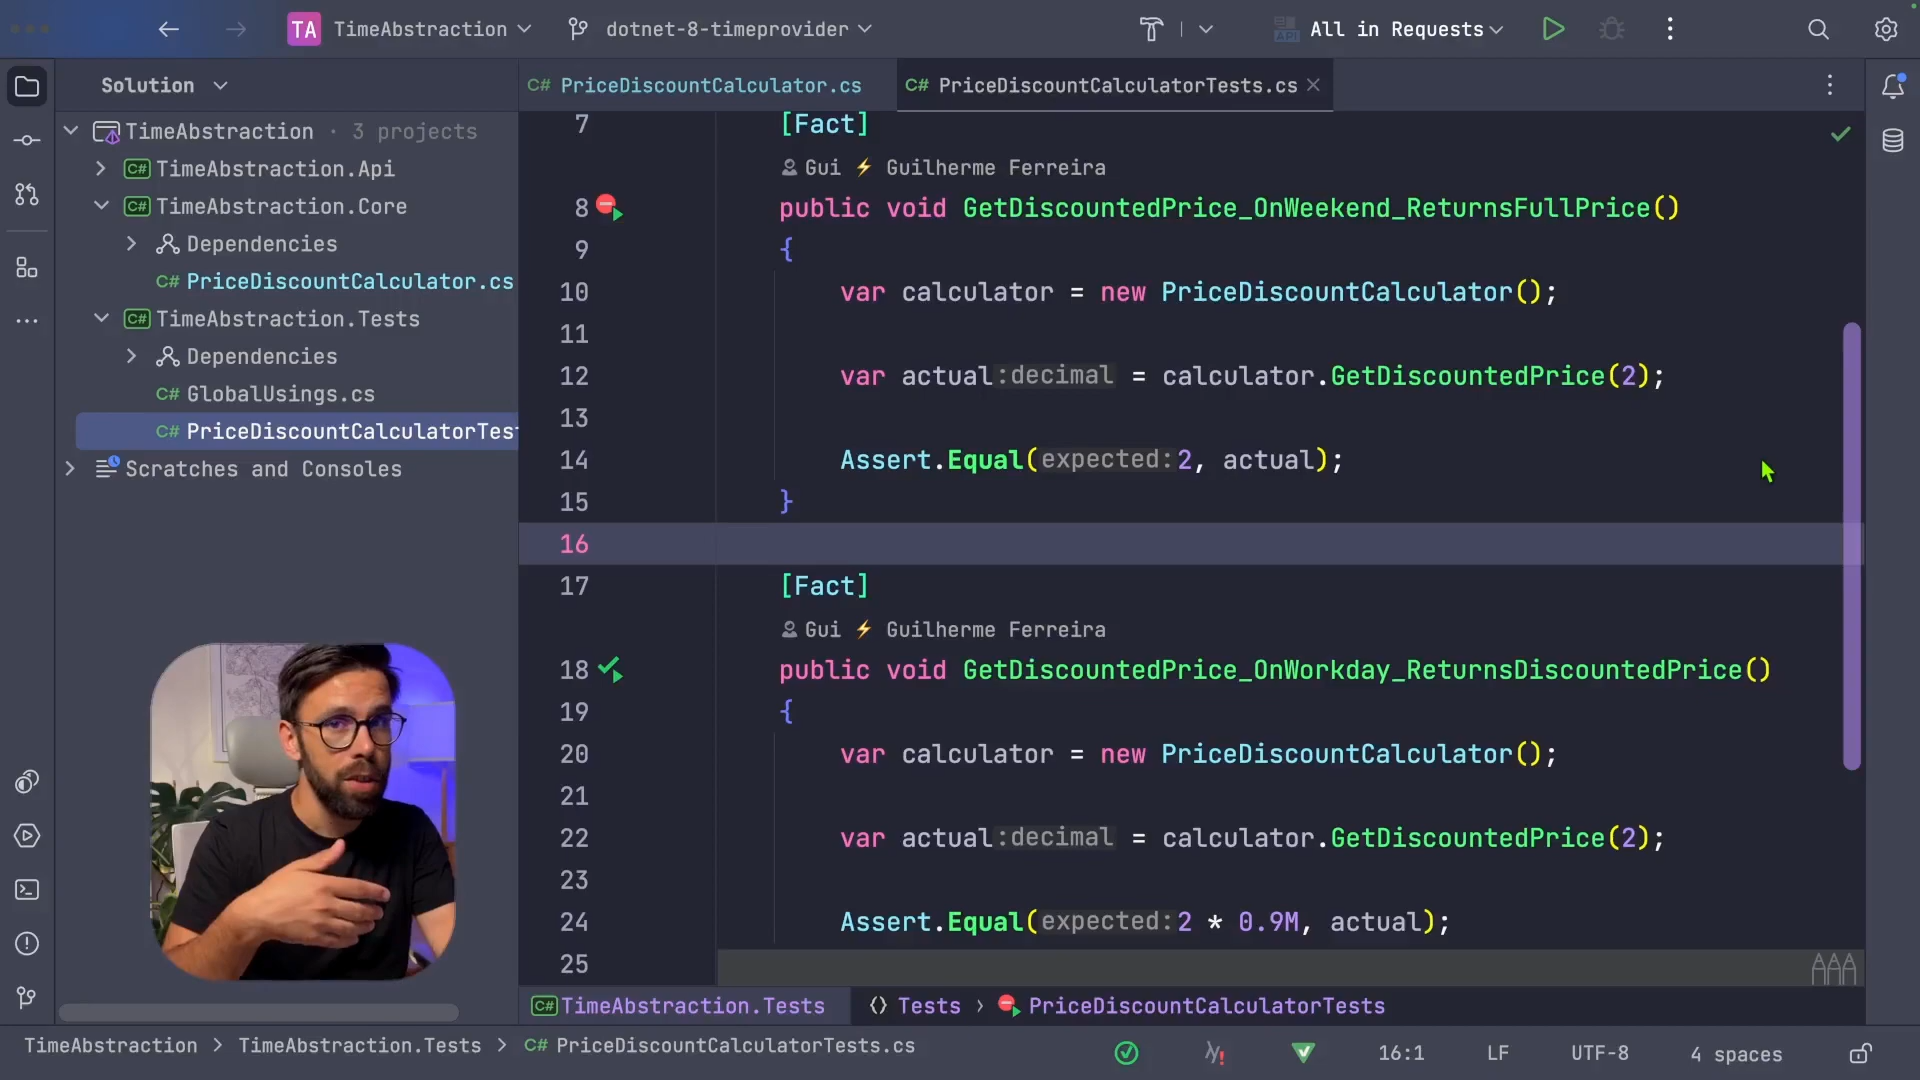 TA TimeAbstraction dotnet-8-timeprovider API All in Requests
Solution
TimeAbstraction · 3 projects
C# TimeAbstraction.Api
C# TimeAbstraction.Core
Dependencies
C# PriceDiscountCalculator.cs
C# TimeAbstraction.Tests
Dependencies
C# GlobalUsings.cs
C# PriceDiscountCalculatorTes
Scratches and Consoles
C# PriceDiscountCalculator.cs C# PriceDiscountCalculatorTests.cs
7 [Fact]
Gui ⚡ Guilherme Ferreira
8 public void GetDiscountedPrice_OnWeekend_ReturnsFullPrice()
9 {
10 var calculator = new PriceDiscountCalculator();
11
12 var actual:decimal = calculator.GetDiscountedPrice(2);
13
14 Assert.Equal(expected:2, actual);
15 }
16
17 [Fact]
Gui ⚡ Guilherme Ferreira
18 public void GetDiscountedPrice_OnWorkday_ReturnsDiscountedPrice()
19 {
20 var calculator = new PriceDiscountCalculator();
21
22 var actual:decimal = calculator.GetDiscountedPrice(2);
23
24 Assert.Equal(expected:2 * 0.9M, actual);
25
C# TimeAbstraction.Tests Tests › PriceDiscountCalculatorTests
TimeAbstraction > TimeAbstraction.Tests > C# PriceDiscountCalculatorTests.cs 16:1 LF UTF-8 4 spaces